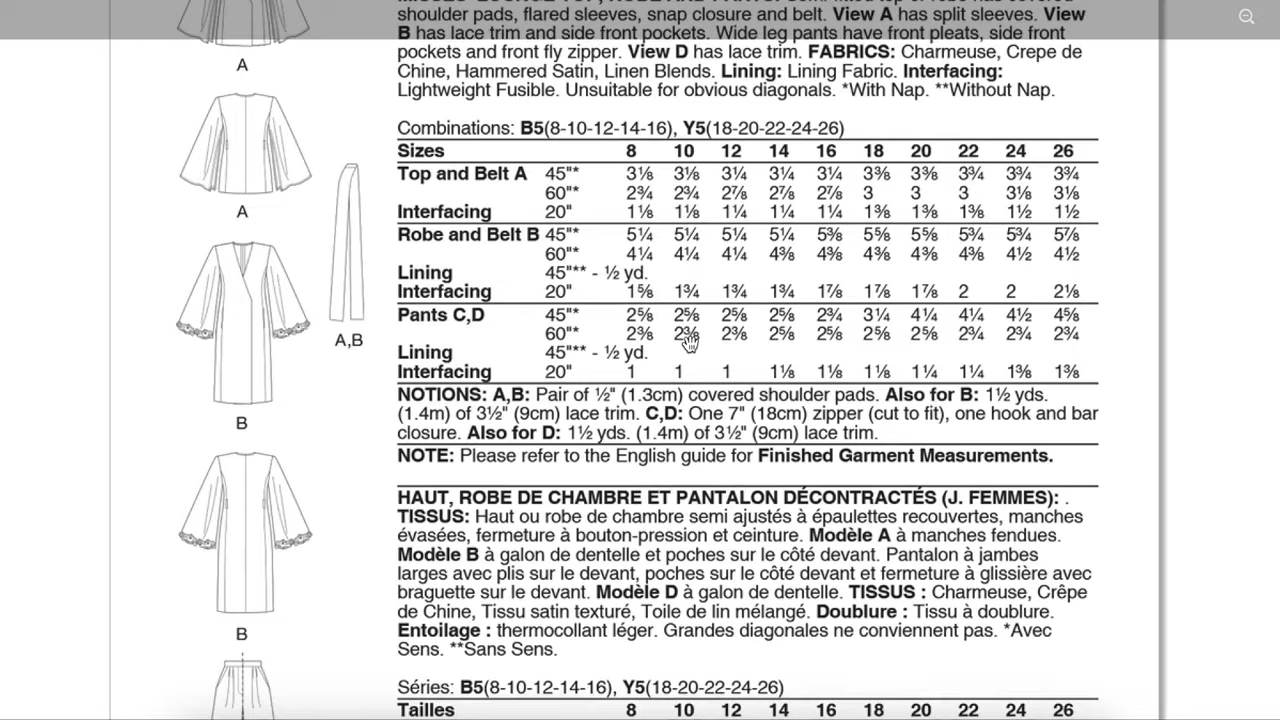 shoulder pads, flared sleeves, snap closure and belt. View A has split sleeves. View
B has lace trim and side front pockets. Wide leg pants have front pleats, side front
pockets and front fly zipper. View D has lace trim. FABRICS: Charmeuse, Crepe de
Chine, Hammered Satin, Linen Blends. Lining: Lining Fabric. Interfacing:
Lightweight Fusible. Unsuitable for obvious diagonals. *With Nap. **Without Nap.
A
A
B
A,B
B
Combinations: B5(8-10-12-14-16), Y5(18-20-22-24-26)
Sizes 8 10 12 14 16 18 20 22 24 26
Top and Belt A 45"* 3⅛ 3⅛ 3¼ 3¼ 3¼ 3⅜ 3⅜ 3¾ 3¾ 3¾
60"* 2¾ 2¾ 2⅞ 2⅞ 2⅞ 3 3 3 3⅛ 3⅛
Interfacing 20" 1⅛ 1⅛ 1¼ 1¼ 1¼ 1⅜ 1⅜ 1⅜ 1½ 1½
Robe and Belt B 45"* 5¼ 5¼ 5¼ 5¼ 5⅜ 5⅝ 5⅝ 5¾ 5¾ 5⅞
60"* 4¼ 4¼ 4¼ 4⅜ 4⅜ 4⅜ 4⅜ 4⅜ 4½ 4½
Lining 45"** - ½ yd.
Interfacing 20" 1⅝ 1¾ 1¾ 1¾ 1⅞ 1⅞ 1⅞ 2 2 2⅛
Pants C,D 45"* 2⅝ 2⅝ 2⅝ 2⅝ 2¾ 3¼ 4¼ 4¼ 4½ 4⅝
60"* 2⅜ 2⅜ 2⅜ 2⅝ 2⅝ 2⅝ 2⅝ 2¾ 2¾ 2¾
Lining 45"** - ½ yd.
Interfacing 20" 1 1 1 1⅛ 1⅛ 1⅛ 1¼ 1¼ 1⅜ 1⅜
NOTIONS: A,B: Pair of ½" (1.3cm) covered shoulder pads. Also for B: 1½ yds.
(1.4m) of 3½" (9cm) lace trim. C,D: One 7" (18cm) zipper (cut to fit), one hook and bar
closure. Also for D: 1½ yds. (1.4m) of 3½" (9cm) lace trim.
NOTE: Please refer to the English guide for Finished Garment Measurements.
HAUT, ROBE DE CHAMBRE ET PANTALON DÉCONTRACTÉS (J. FEMMES): .
TISSUS: Haut ou robe de chambre semi ajustés à épaulettes recouvertes, manches
évasées, fermeture à bouton-pression et ceinture. Modèle A à manches fendues.
Modèle B à galon de dentelle et poches sur le côté devant. Pantalon à jambes
larges avec plis sur le devant, poches sur le côté devant et fermeture à glissière avec
braguette sur le devant. Modèle D à galon de dentelle. TISSUS : Charmeuse, Crêpe
de Chine, Tissu satin texturé, Toile de lin mélangé. Doublure : Tissu à doublure.
Entoilage : thermocollant léger. Grandes diagonales ne conviennent pas. *Avec
Sens. **Sans Sens.
Séries: B5(8-10-12-14-16), Y5(18-20-22-24-26)
Tailles 8 10 12 14 16 18 20 22 24 26